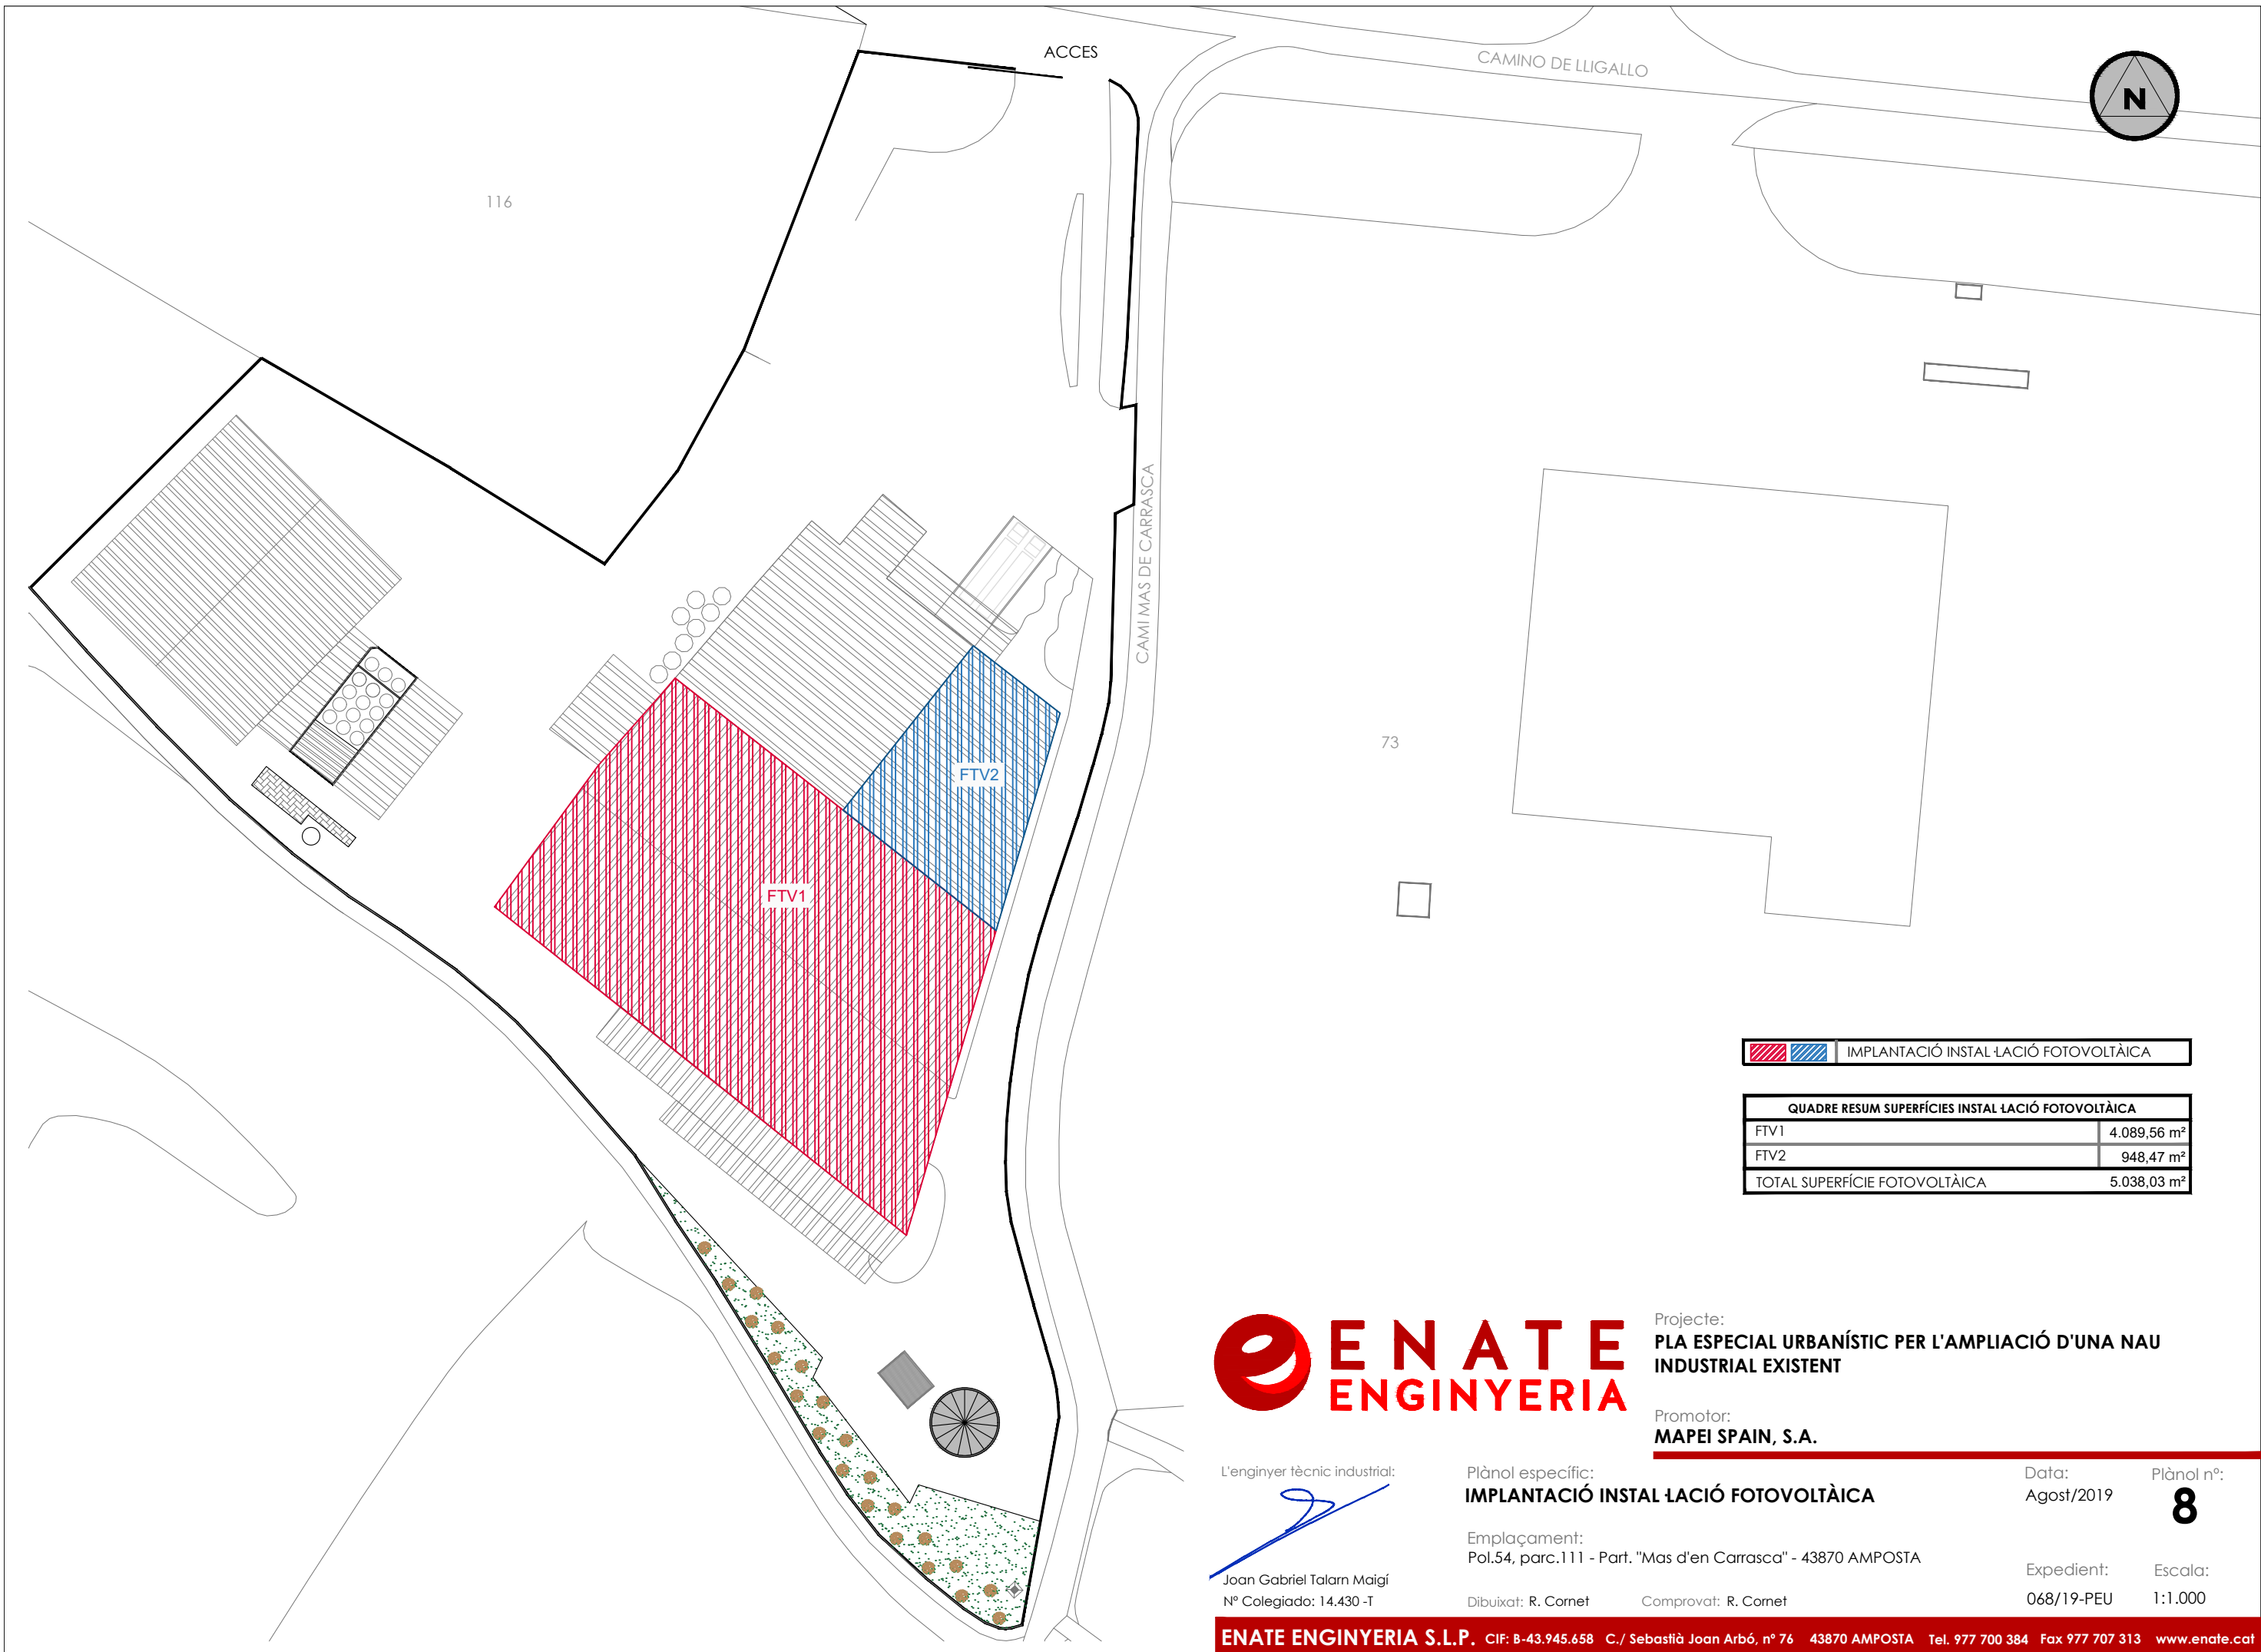 ACCES
CAMINO DE LLIGALLO
N
116
CAMI MAS DE CARRASCA
73
FTV2
FTV1
IMPLANTACIÓ INSTAL·LACIÓ FOTOVOLTÀICA
QUADRE RESUM SUPERFÍCIES INSTAL·LACIÓ FOTOVOLTÀICA
FTV1 4.089,56 m²
FTV2 948,47 m²
TOTAL SUPERFÍCIE FOTOVOLTÀICA 5.038,03 m²
ENATE
ENGINYERIA
Projecte:
PLA ESPECIAL URBANÍSTIC PER L'AMPLIACIÓ D'UNA NAU
INDUSTRIAL EXISTENT
Promotor:
MAPEI SPAIN, S.A.
L'enginyer tècnic industrial:
Joan Gabriel Talarn Maigí
Nº Colegiado: 14.430 -T
Plànol específic:
IMPLANTACIÓ INSTAL·LACIÓ FOTOVOLTÀICA
Emplaçament:
Pol.54, parc.111 - Part. "Mas d'en Carrasca" - 43870 AMPOSTA
Dibuixat: R. Cornet Comprovat: R. Cornet
Data:
Agost/2019
Plànol nº:
8
Expedient:
068/19-PEU
Escala:
1:1.000
ENATE ENGINYERIA S.L.P. CIF: B-43.945.658 C./ Sebastià Joan Arbó, nº 76 43870 AMPOSTA Tel. 977 700 384 Fax 977 707 313 www.enate.cat